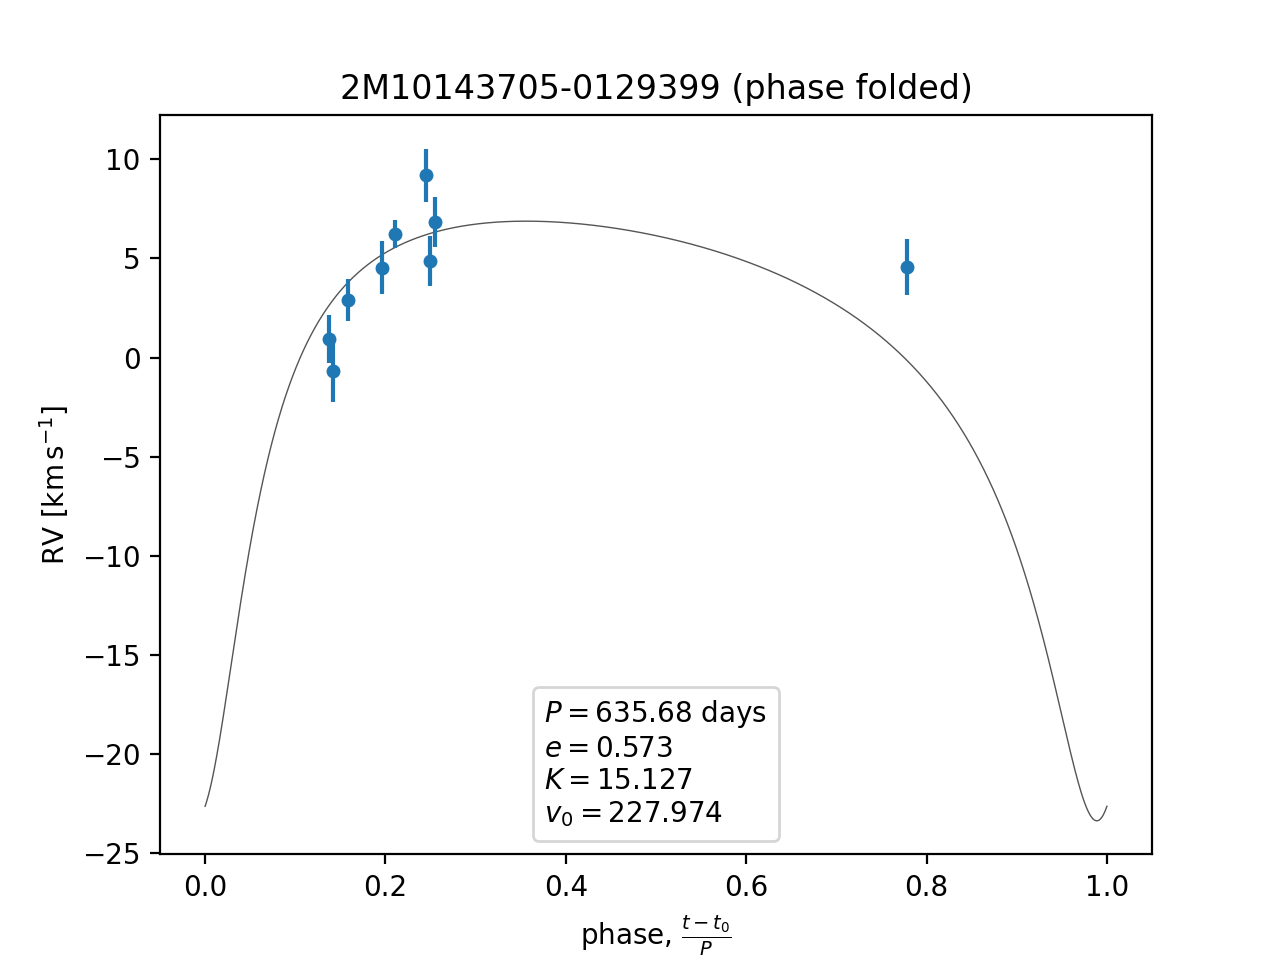 2M10143705-0129399 (phase folded)
10
5
0
−5
−10
−15
−20
−25
RV [km s⁻¹]
P = 635.68 days
e = 0.573
K = 15.127
v₀ = 227.974
0.0 0.2 0.4 0.6 0.8 1.0
phase, (t − t₀)/P